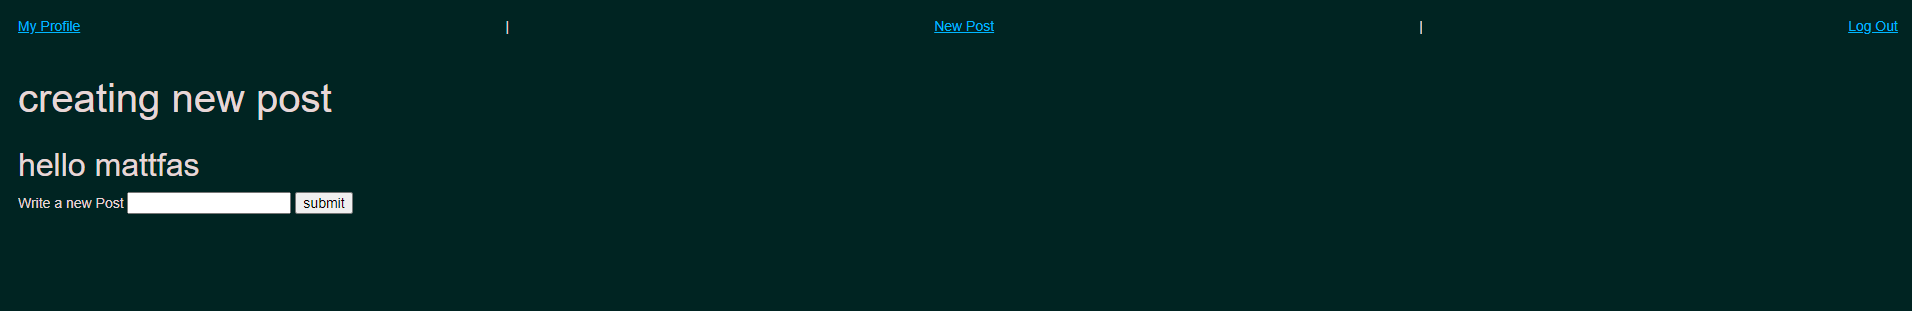 My Profile | New Post | Log Out
creating new post
hello mattfas
Write a new Post submit